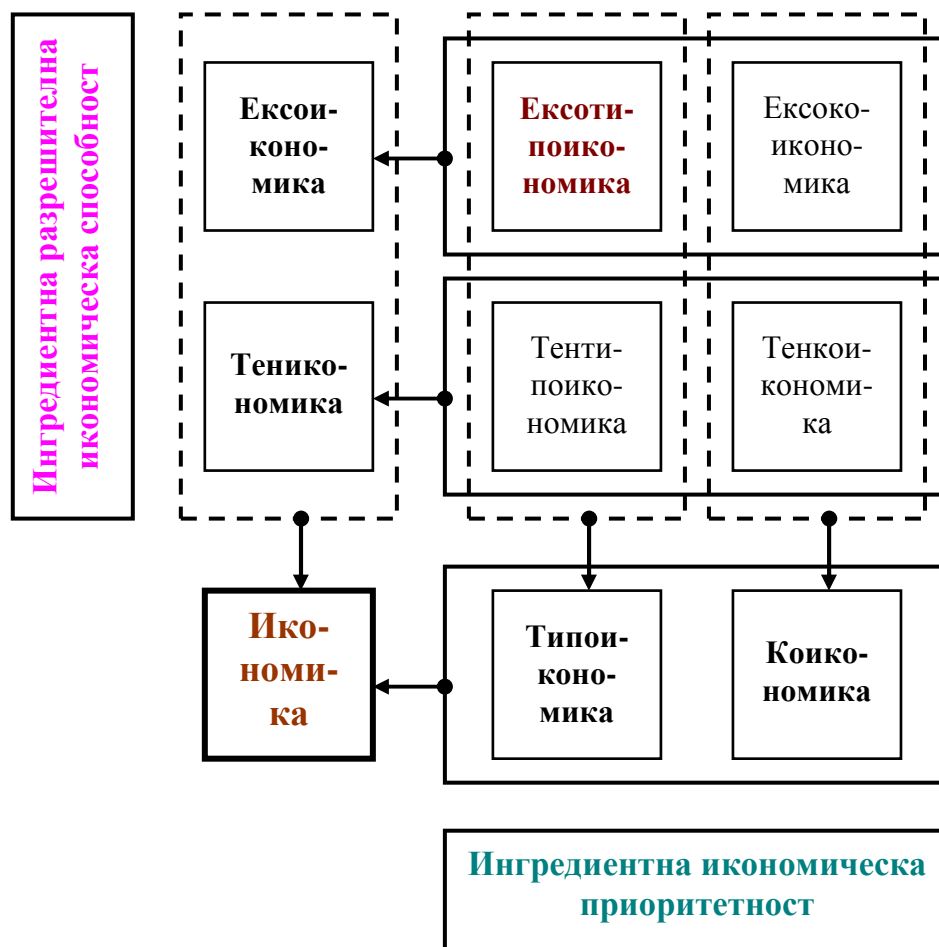 Ингредиентна разрешителна
икономическа способност
Ексои-
коно-
мика
Ексоти-
поико-
номика
Ексоко-
иконо-
мика
Тенико-
номика
Тенти-
поико-
номика
Тенкои-
кономи-
ка
Ико-
номи-
ка
Типои-
коно-
мика
Коико-
номика
Ингредиентна икономическа
приоритетност